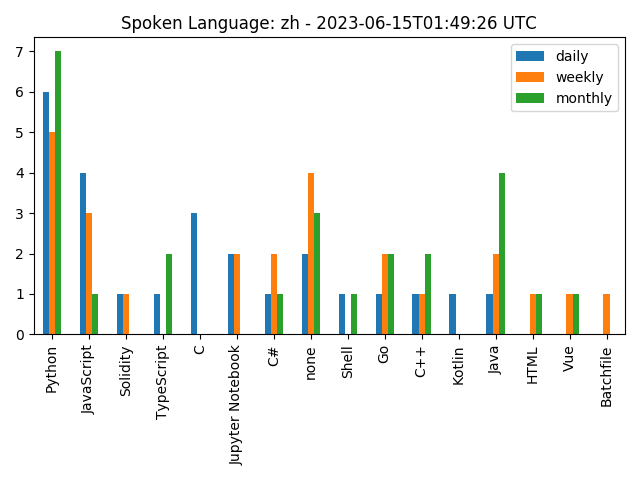 Spoken Language: zh - 2023-06-15T01:49:26 UTC
daily
weekly
monthly
7
6
5
4
3
2
1
0
Python
JavaScript
Solidity
TypeScript
C
Jupyter Notebook
C#
none
Shell
Go
C++
Kotlin
Java
HTML
Vue
Batchfile